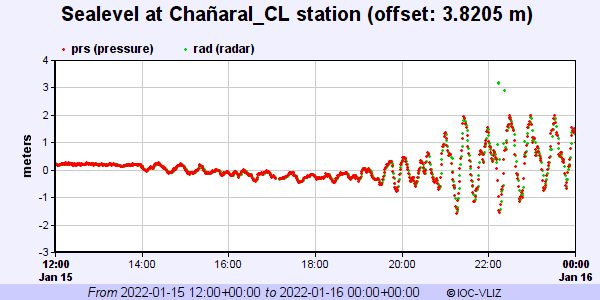 Sealevel at Chañaral_CL station (offset: 3.8205 m)
prs (pressure) rad (radar)
4
3
2
1
0
-1
-2
-3
meters
12:00 14:00 16:00 18:00 20:00 22:00 00:00
Jan 15 Jan 16
From 2022-01-15 12:00+00:00 to 2022-01-16 00:00+00:00 © IOC-VLIZ